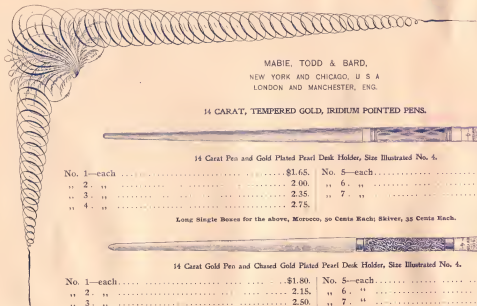 MABIE, TODD & BARD,
NEW YORK AND CHICAGO, U S A
LONDON AND MANCHESTER, ENG.
14 CARAT, TEMPERED GOLD, IRIDIUM POINTED PENS.
14 Carat Pen and Gold Plated Pearl Desk Holder, Size Illustrated No. 4.
No. 1—each ........................ $1.65. No. 5—each........................
,, 2. ,, ........................ 2 00. ,, 6. ,, ........................
,, 3. ,, ........................ 2.35. ,, 7. ,, ........................
,, 4. ,, ........................ 2.75.
Long Single Boxes for the above, Morocco, 50 Cents Each; Skiver, 35 Cents Each.
14 Carat Gold Pen and Chased Gold Plated Pearl Desk Holder, Size Illustrated No. 4.
No. 1—each........................ $1.80. No. 5—each........................
,, 2. ,, ........................ 2.15. ,, 6. ,, ........................
,, 3. ,, ........................ 2.50. ,, 7. ,, ........................